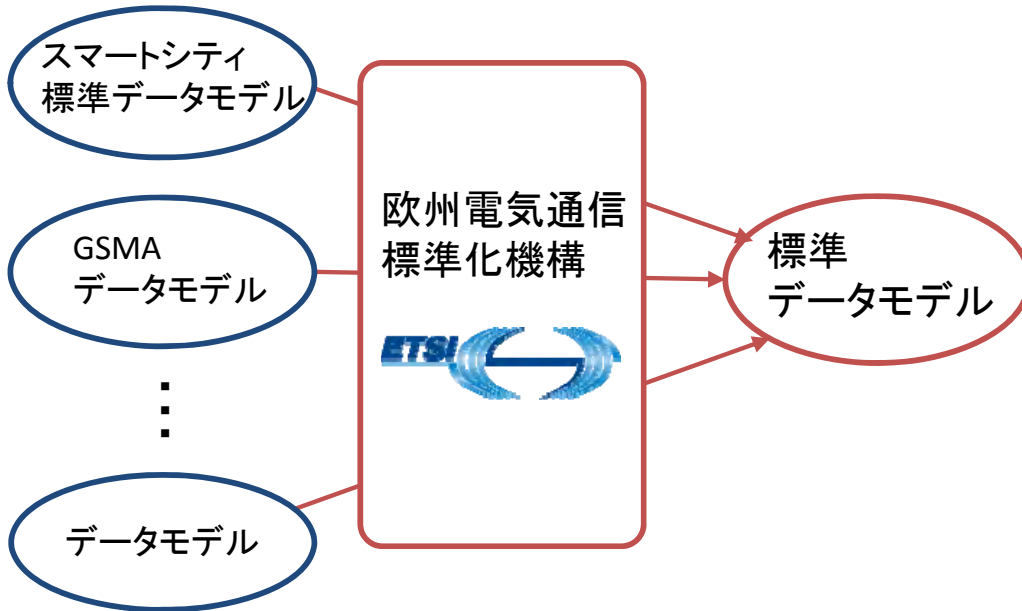 スマートシティ
標準データモデル
GSMA
データモデル
データモデル
欧州電気通信
標準化機構
ETSI
標準
データモデル